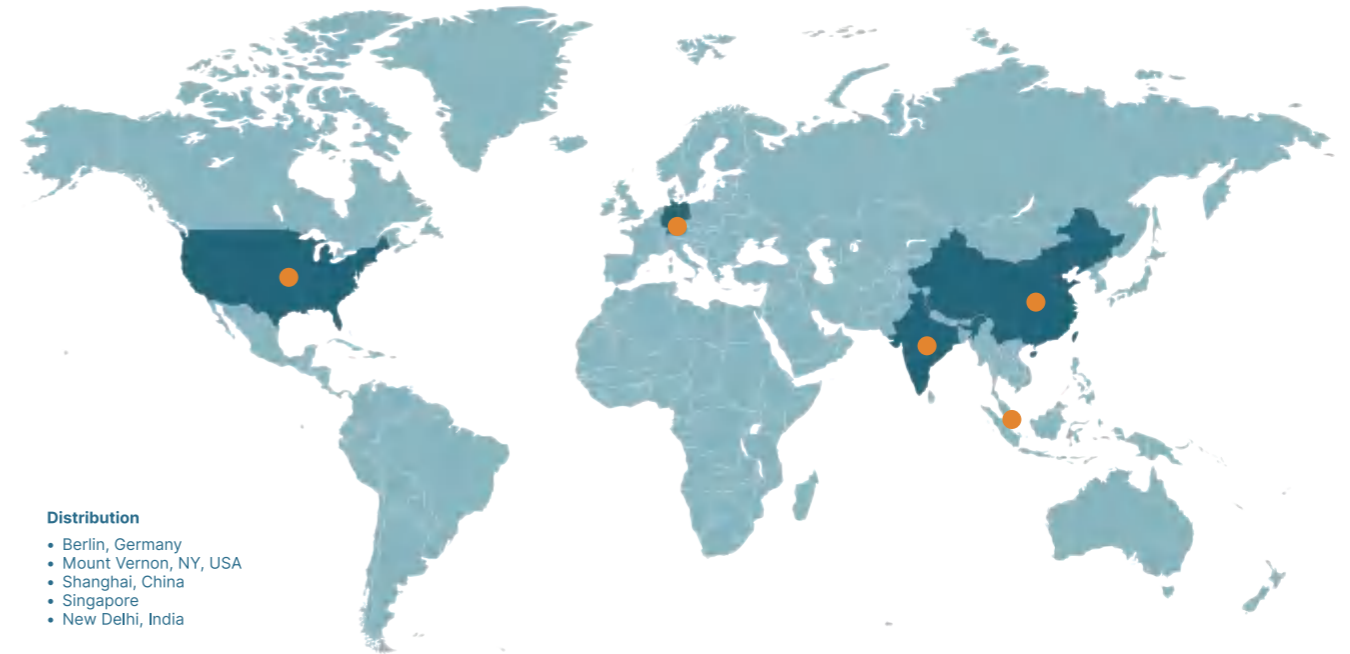 Distribution
• Berlin, Germany
• Mount Vernon, NY, USA
• Shanghai, China
• Singapore
• New Delhi, India